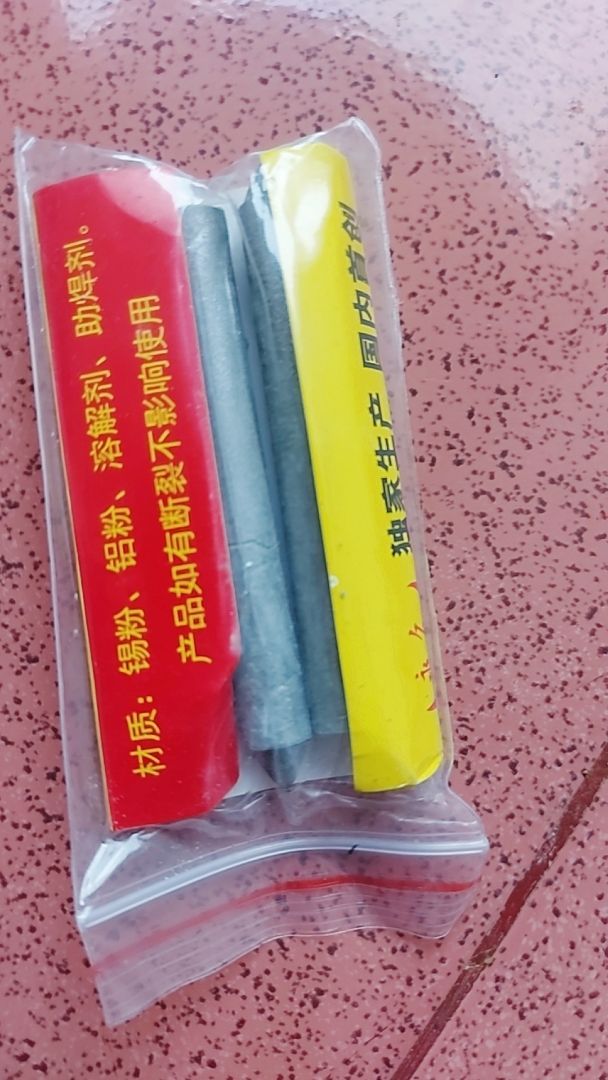 材质：锡粉、铝粉、溶解剂、助焊剂。
产品如有断裂不影响使用
独家生产 国内首创